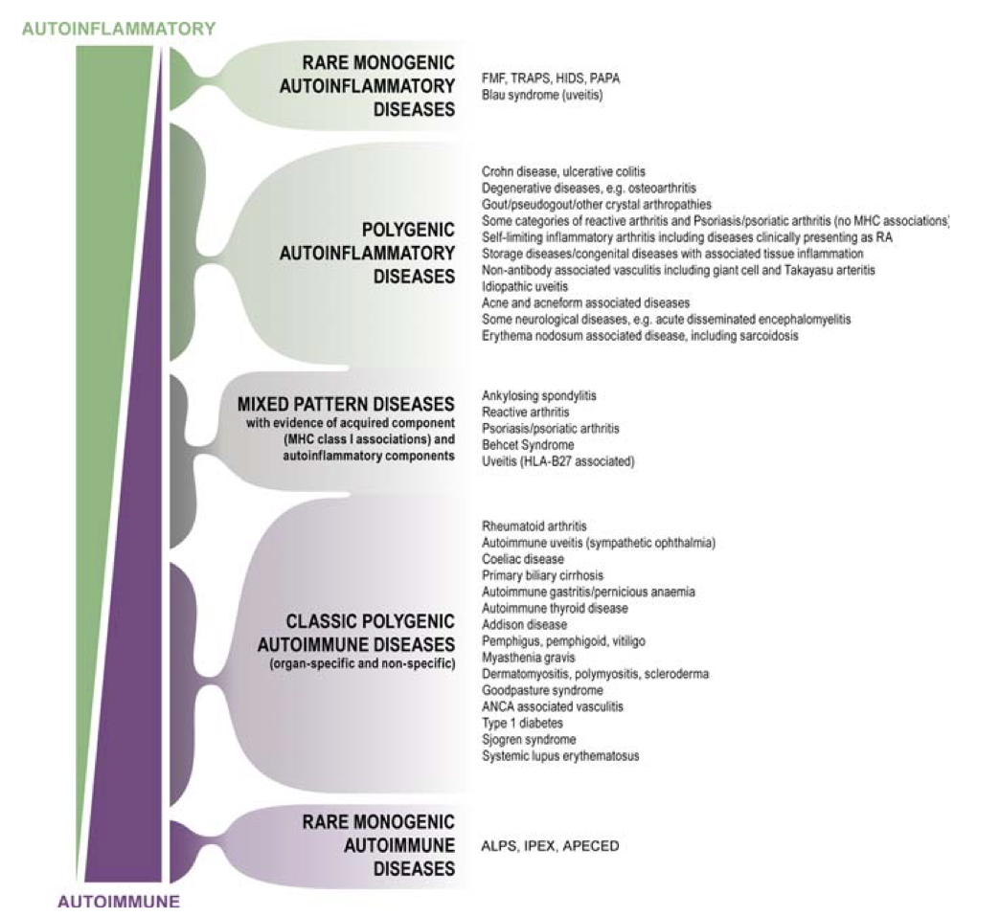 AUTOINFLAMMATORY
RARE MONOGENIC
AUTOINFLAMMATORY
DISEASES
FMF, TRAPS, HIDS, PAPA
Blau syndrome (uveitis)
POLYGENIC
AUTOINFLAMMATORY
DISEASES
Crohn disease, ulcerative colitis
Degenerative diseases, e.g. osteoarthritis
Gout/pseudogout/other crystal arthropathies
Some categories of reactive arthritis and Psoriasis/psoriatic arthritis (no MHC associations)
Self-limiting inflammatory arthritis including diseases clinically presenting as RA
Storage diseases/congenital diseases with associated tissue inflammation
Non-antibody associated vasculitis including giant cell and Takayasu arteritis
Idiopathic uveitis
Acne and acneform associated diseases
Some neurological diseases, e.g. acute disseminated encephalomyelitis
Erythema nodosum associated disease, including sarcoidosis
MIXED PATTERN DISEASES
with evidence of acquired component
(MHC class I associations) and
autoinflammatory components
Ankylosing spondylitis
Reactive arthritis
Psoriasis/psoriatic arthritis
Behcet Syndrome
Uveitis (HLA-B27 associated)
CLASSIC POLYGENIC
AUTOIMMUNE DISEASES
(organ-specific and non-specific)
Rheumatoid arthritis
Autoimmune uveitis (sympathetic ophthalmia)
Coeliac disease
Primary biliary cirrhosis
Autoimmune gastritis/pernicious anaemia
Autoimmune thyroid disease
Addison disease
Pemphigus, pemphigoid, vitiligo
Myasthenia gravis
Dermatomyositis, polymyositis, scleroderma
Goodpasture syndrome
ANCA associated vasculitis
Type 1 diabetes
Sjogren syndrome
Systemic lupus erythematosus
RARE MONOGENIC
AUTOIMMUNE
DISEASES
ALPS, IPEX, APECED
AUTOIMMUNE